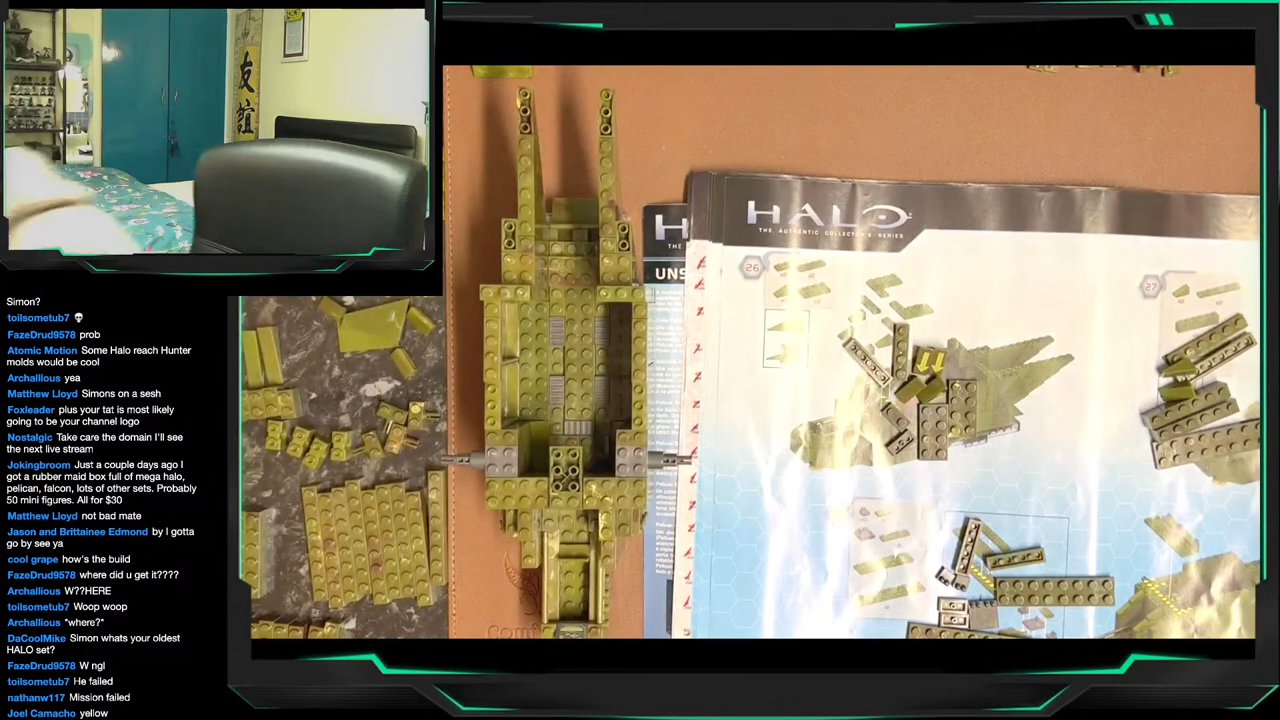 友
誼
Simon?
toilsometub7 💀
FazeDrud9578 prob
Atomic Motion Some Halo reach Hunter
molds would be cool
Archallious yea
Matthew Lloyd Simons on a sesh
Foxleader plus your tat is most likely
going to be your channel logo
Nostalgic Take care the domain I'll see
the next live stream
Jokingbroom Just a couple days ago I
got a rubber maid box full of mega halo,
pelican, falcon, lots of other sets. Probably
50 mini figures. All for $30
Matthew Lloyd not bad mate
Jason and Brittainee Edmond by I gotta
go by see ya
cool grape how's the build
FazeDrud9578 where did u get it????
Archallious W??HERE
toilsometub7 Woop woop
Archallious *where?*
DaCoolMike Simon whats your oldest
HALO set?
FazeDrud9578 W ngl
toilsometub7 He failed
nathanw117 Mission failed
Joel Camacho yellow
H
THE
UNS
HALO
THE AUTHENTIC COLLECTOR'S SERIES
26
27